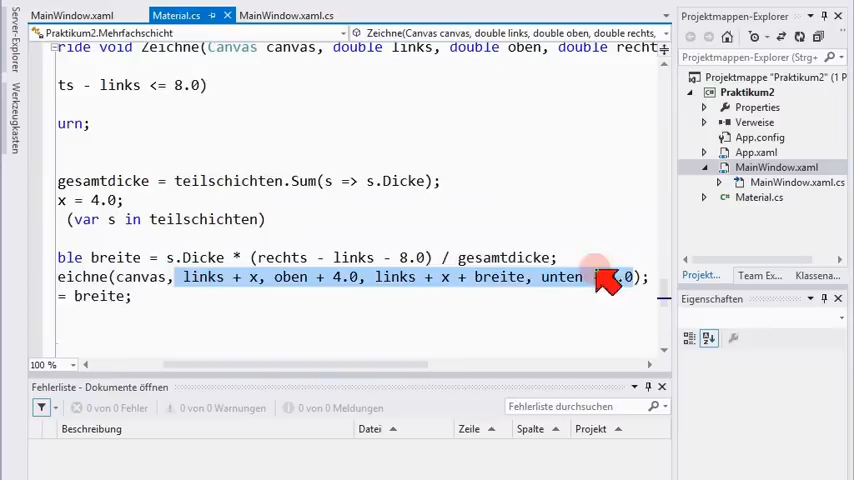 Server-Explorer
Werkzeugkasten
MainWindow.xaml
Material.cs
MainWindow.xaml.cs
Praktikum2.Mehrfachschicht
Zeichne(Canvas canvas, double links, double oben, double rechts,
ride void Zeichne(Canvas canvas, double links, double oben, double recht
ts - links <= 8.0)
urn;
gesamtdicke = teilschichten.Sum(s => s.Dicke);
x = 4.0;
(var s in teilschichten)
ble breite = s.Dicke * (rechts - links - 8.0) / gesamtdicke;
eichne(canvas, links + x, oben + 4.0, links + x + breite, unten .0);
= breite;
100 %
Fehlerliste - Dokumente öffnen
0 von 0 Fehler
0 von 0 Warnungen
0 von 0 Meldungen
Fehlerliste durchsuchen
Beschreibung
Datei
Zeile
Spalte
Projekt
Projektmappen-Explorer
Projektmappen-Explorer (Strg+
Projektmappe "Praktikum2" (1 P
Praktikum2
Properties
Verweise
App.config
App.xaml
MainWindow.xaml
MainWindow.xaml.cs
Material.cs
Projekt...
Team Ex...
Klassena...
Eigenschaften